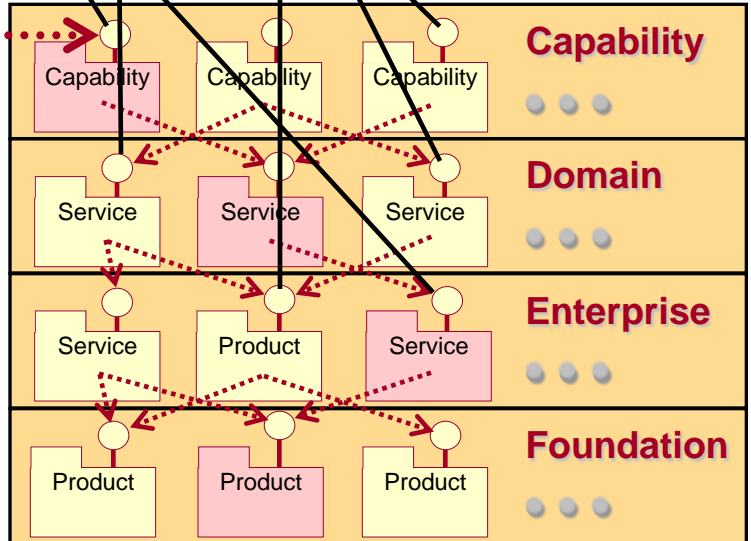 Capability
Capability Capability Capability
Domain
Service Service Service
Enterprise
Service Product Service
Foundation
Product Product Product